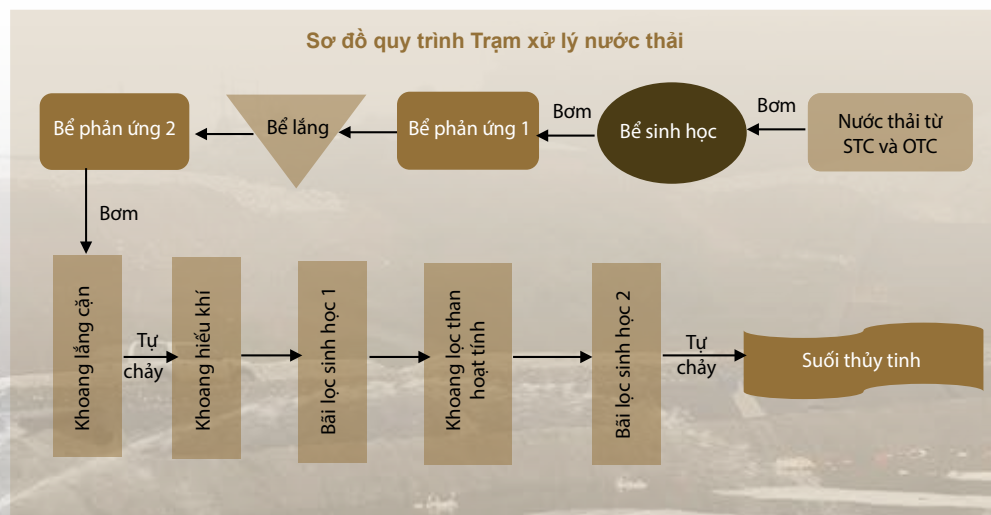 Sơ đồ quy trình Trạm xử lý nước thải
Nước thải từ
STC và OTC
Bơm
Bể sinh học
Bơm
Bể phản ứng 1
Bể lắng
Bể phản ứng 2
Bơm
Khoang lắng cặn
Tự
chảy
Khoang hiếu khí
Bãi lọc sinh học 1
Khoang lọc than
hoạt tính
Bãi lọc sinh học 2
Tự
chảy
Suối thủy tinh